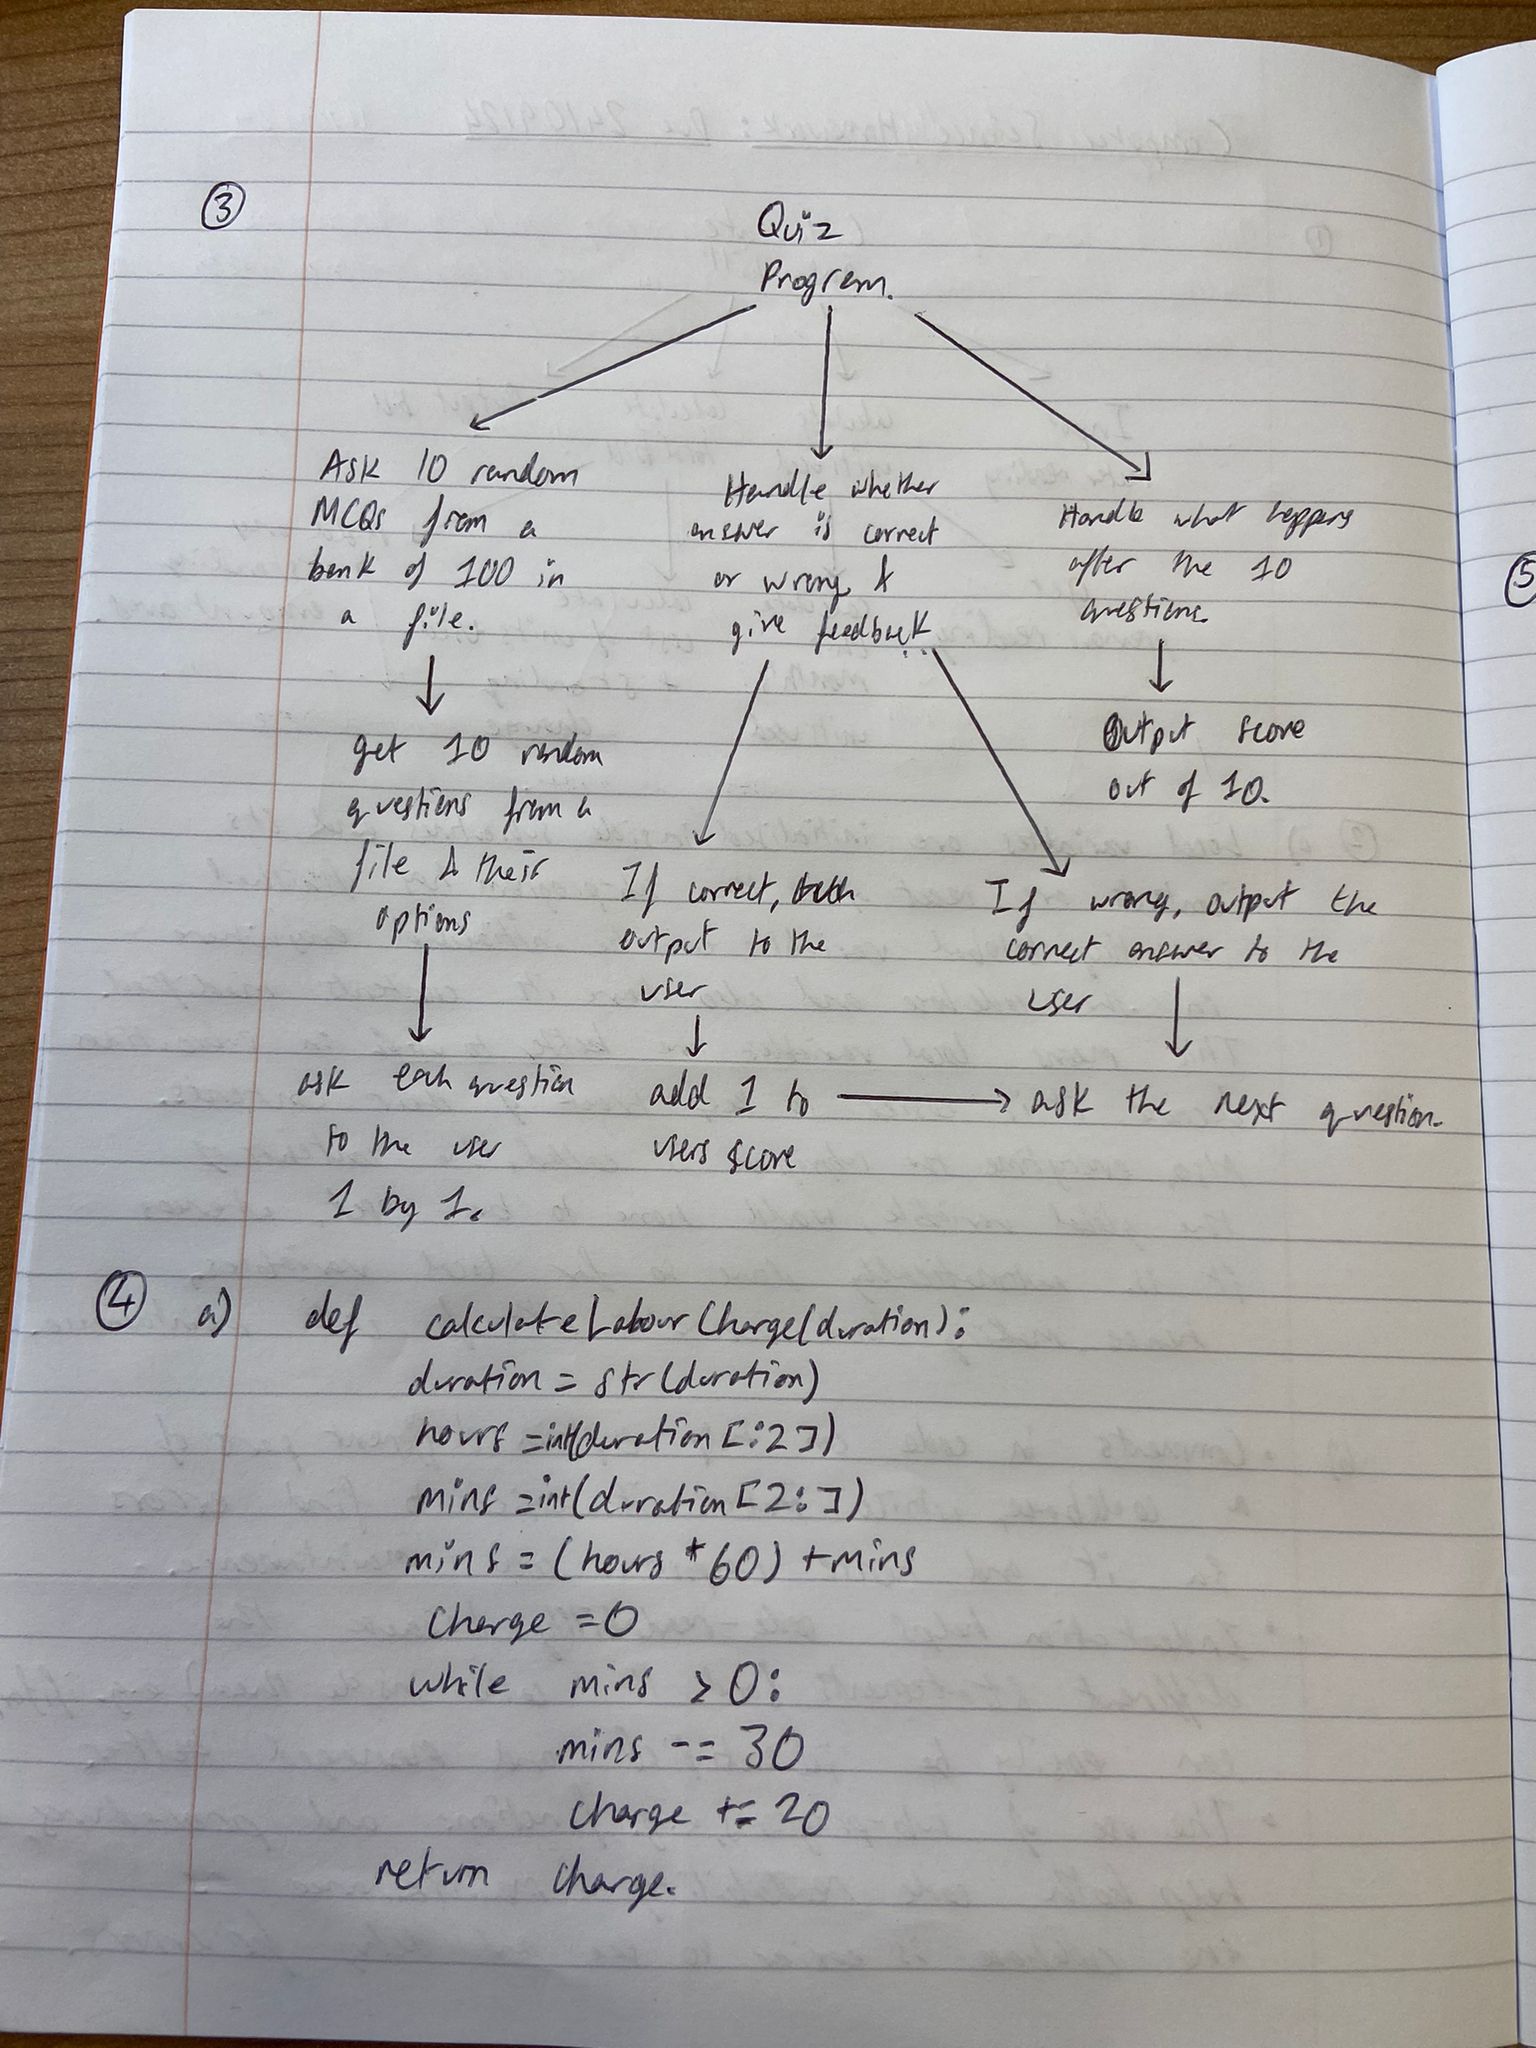 3
Quiz
Program.
Ask 10 random
MCQs from a
bank of 100 in
a file.
get 10 random
questions from a
file & their
options
ask each question
to the user
1 by 1.
Handle whether
answer is correct
or wrong &
give feedback
If correct,
output to the
user
add 1 to
users score
If wrong, output the
correct answer to the
user
ask the next question.
Handle what happens
after the 10
questions.
Output score
out of 10.
4 a) def calculateLabourCharge(duration):
duration = str(duration)
hours = int(duration[:2])
mins = int(duration[2:])
mins = (hours * 60) + mins
charge = 0
while mins > 0:
mins -= 30
charge += 20
return charge.
5